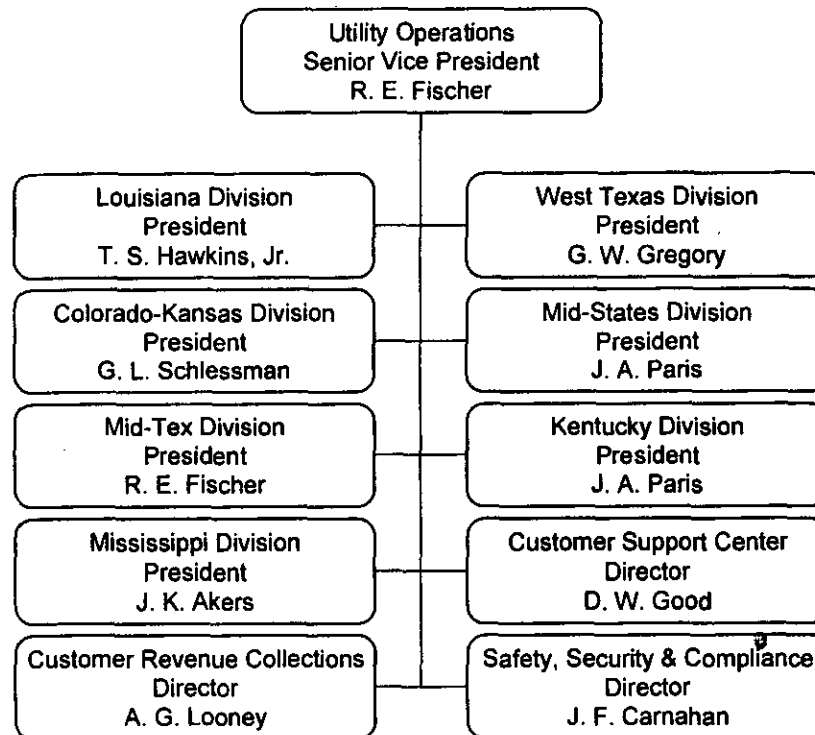 Utility Operations
Senior Vice President
R. E. Fischer
Louisiana Division
President
T. S. Hawkins, Jr.
West Texas Division
President
G. W. Gregory
Colorado-Kansas Division
President
G. L. Schlessman
Mid-States Division
President
J. A. Paris
Mid-Tex Division
President
R. E. Fischer
Kentucky Division
President
J. A. Paris
Mississippi Division
President
J. K. Akers
Customer Support Center
Director
D. W. Good
Customer Revenue Collections
Director
A. G. Looney
Safety, Security & Compliance
Director
J. F. Carnahan